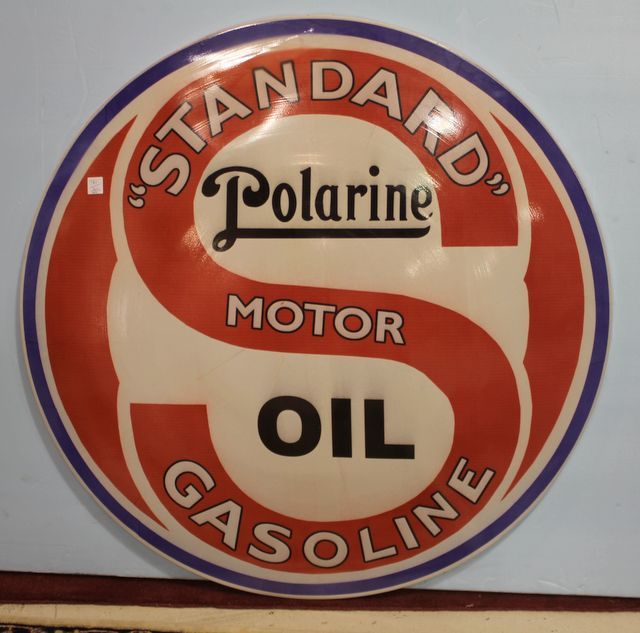 "STANDARD"
Polarine
MOTOR
OIL
GASOLINE